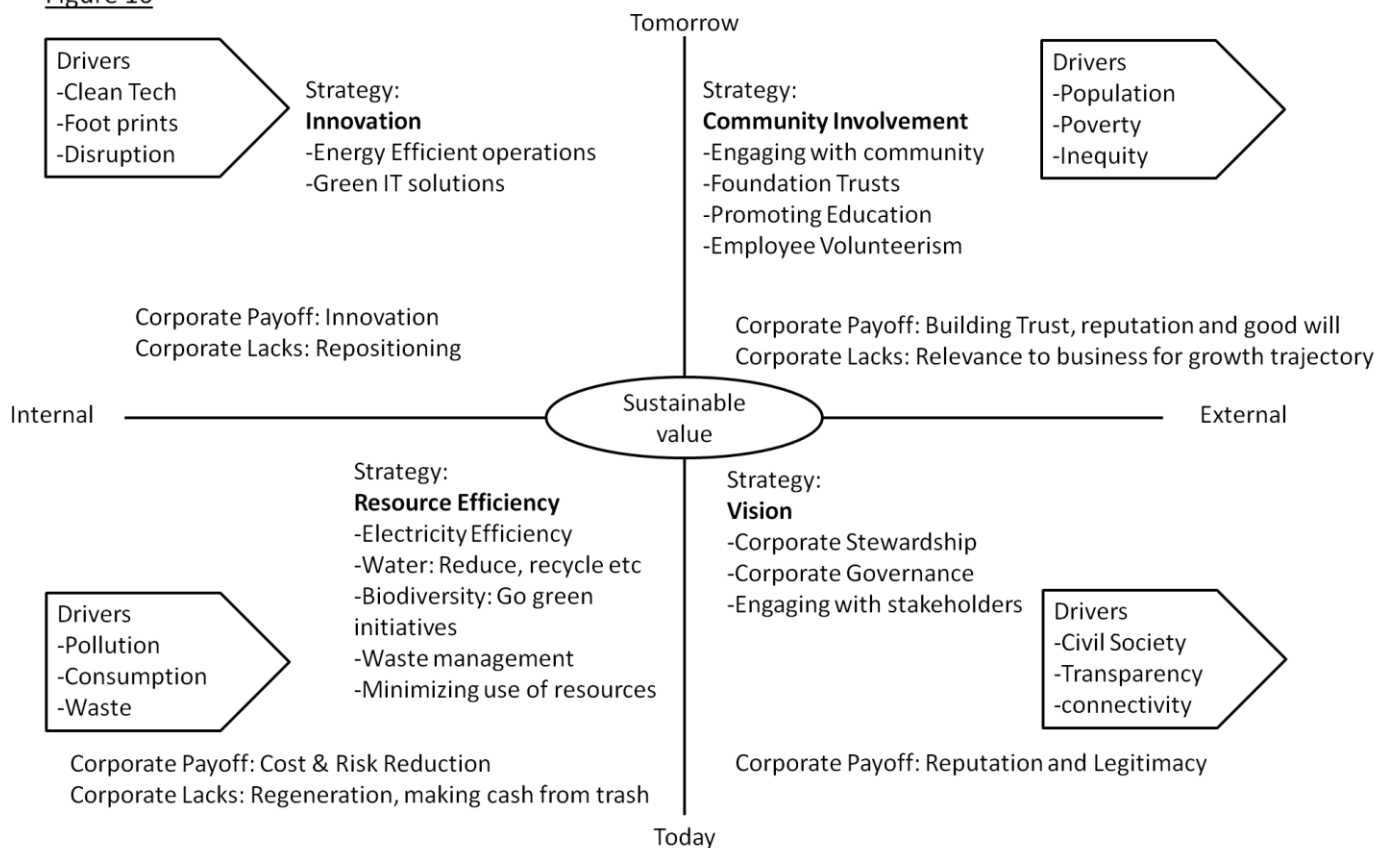 Figure 10
Tomorrow
Drivers
-Clean Tech
-Foot prints
-Disruption
Strategy:
Innovation
-Energy Efficient operations
-Green IT solutions
Corporate Payoff: Innovation
Corporate Lacks: Repositioning
Strategy:
Community Involvement
-Engaging with community
-Foundation Trusts
-Promoting Education
-Employee Volunteerism
Drivers
-Population
-Poverty
-Inequity
Corporate Payoff: Building Trust, reputation and good will
Corporate Lacks: Relevance to business for growth trajectory
Internal
Sustainable
value
External
Strategy:
Resource Efficiency
-Electricity Efficiency
-Water: Reduce, recycle etc
-Biodiversity: Go green
initiatives
-Waste management
-Minimizing use of resources
Drivers
-Pollution
-Consumption
-Waste
Corporate Payoff: Cost & Risk Reduction
Corporate Lacks: Regeneration, making cash from trash
Strategy:
Vision
-Corporate Stewardship
-Corporate Governance
-Engaging with stakeholders
Drivers
-Civil Society
-Transparency
-connectivity
Corporate Payoff: Reputation and Legitimacy
Today